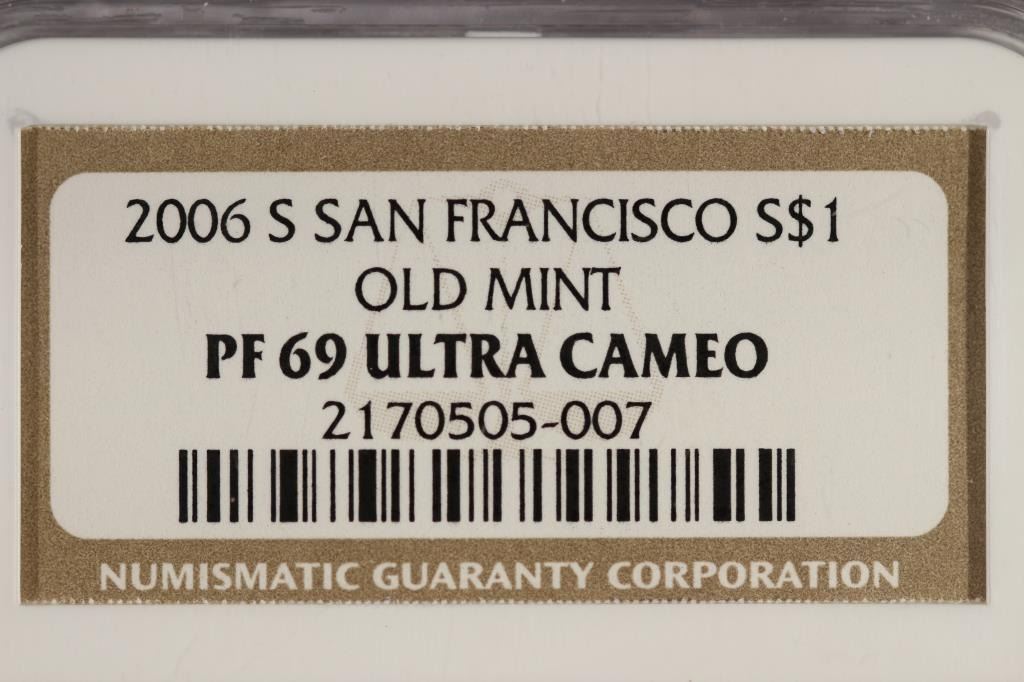 2006 S SAN FRANCISCO S$1
OLD MINT
PF 69 ULTRA CAMEO
2170505-007
NUMISMATIC GUARANTY CORPORATION